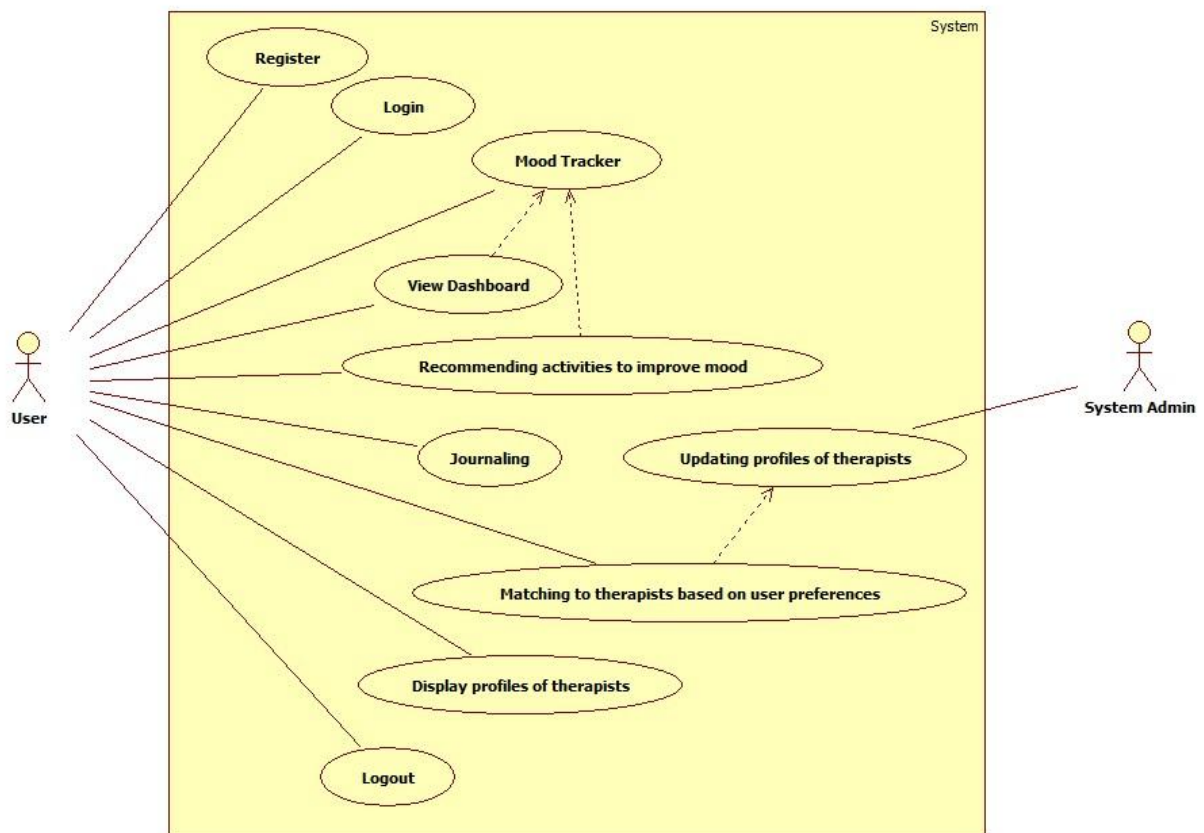 System
Register
Login
Mood Tracker
View Dashboard
Recommending activities to improve mood
User
System Admin
Journaling
Updating profiles of therapists
Matching to therapists based on user preferences
Display profiles of therapists
Logout